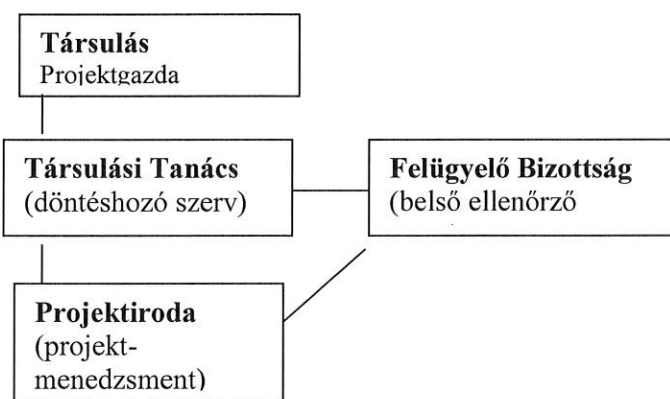 Társulás
Projektgazda
Társulási Tanács
(döntéshozó szerv)
Felügyelő Bizottság
(belső ellenőrző
Projektiroda
(projekt-
menedzsment)